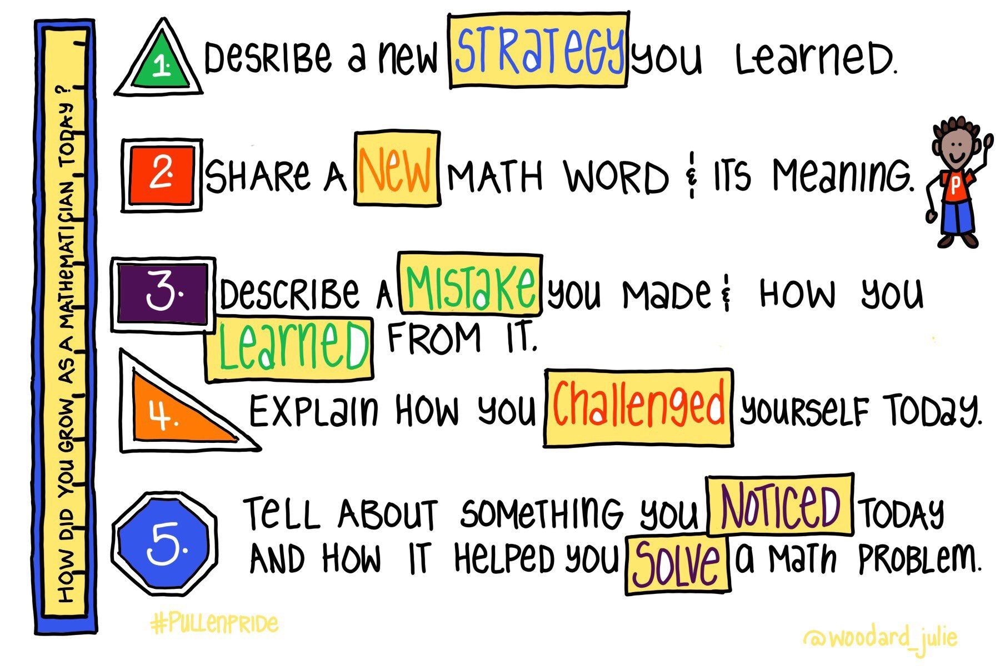 HOW DID YOU GROW AS A MATHEMATICIAN TODAY?
1. DESRIBE a new STRATEGY you Learned.
2. SHARE A New MATH WORD & ITS Meaning.
P
3. DESCRIBE A MISTAKE you MADE & HOW you
Learned FROM IT.
4. EXPLAIN HOW you Challenged yourself TODAY.
5. TELL ABOUT SOMETHING you NOTICED TODAY
AND HOW IT HELPED you SOLVE a MATH PROBLEM.
#PULLENPRIDE
@woodard_julie